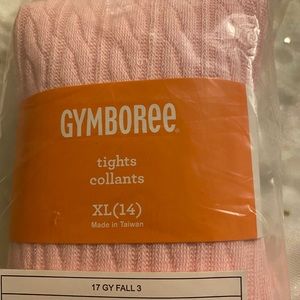 GYMBOREE
tights
collants
XL(14)
Made in Taiwan
17 GY FALL 3